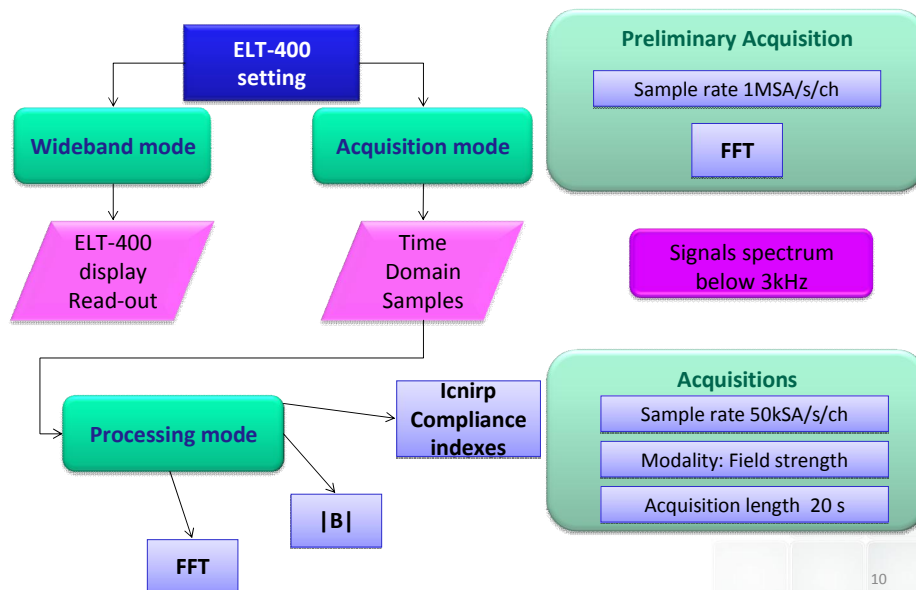 ELT-400
setting
Wideband mode
Acquisition mode
ELT-400
display
Read-out
Time
Domain
Samples
Processing mode
Icnirp
Compliance
indexes
|B|
FFT
Preliminary Acquisition
Sample rate 1MSA/s/ch
FFT
Signals spectrum
below 3kHz
Acquisitions
Sample rate 50kSA/s/ch
Modality: Field strength
Acquisition length 20 s
10